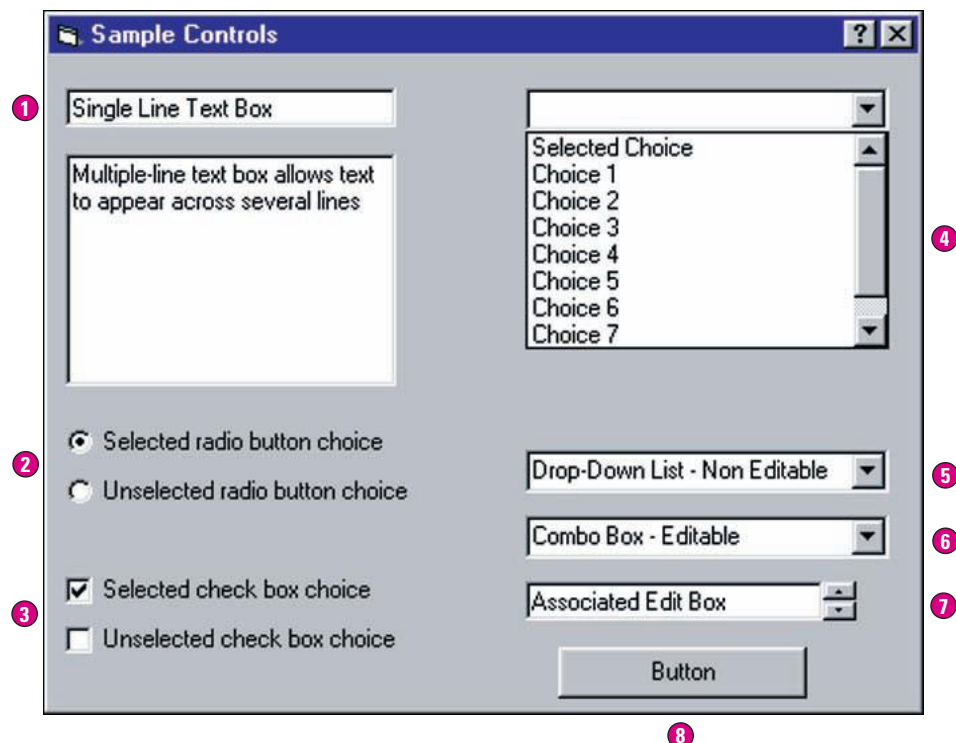 Sample Controls
1
Single Line Text Box
Multiple-line text box allows text
to appear across several lines
2
Selected radio button choice
Unselected radio button choice
3
Selected check box choice
Unselected check box choice
Selected Choice
Choice 1
Choice 2
Choice 3
Choice 4
Choice 5
Choice 6
Choice 7
4
Drop-Down List - Non Editable
5
Combo Box - Editable
6
Associated Edit Box
7
Button
8